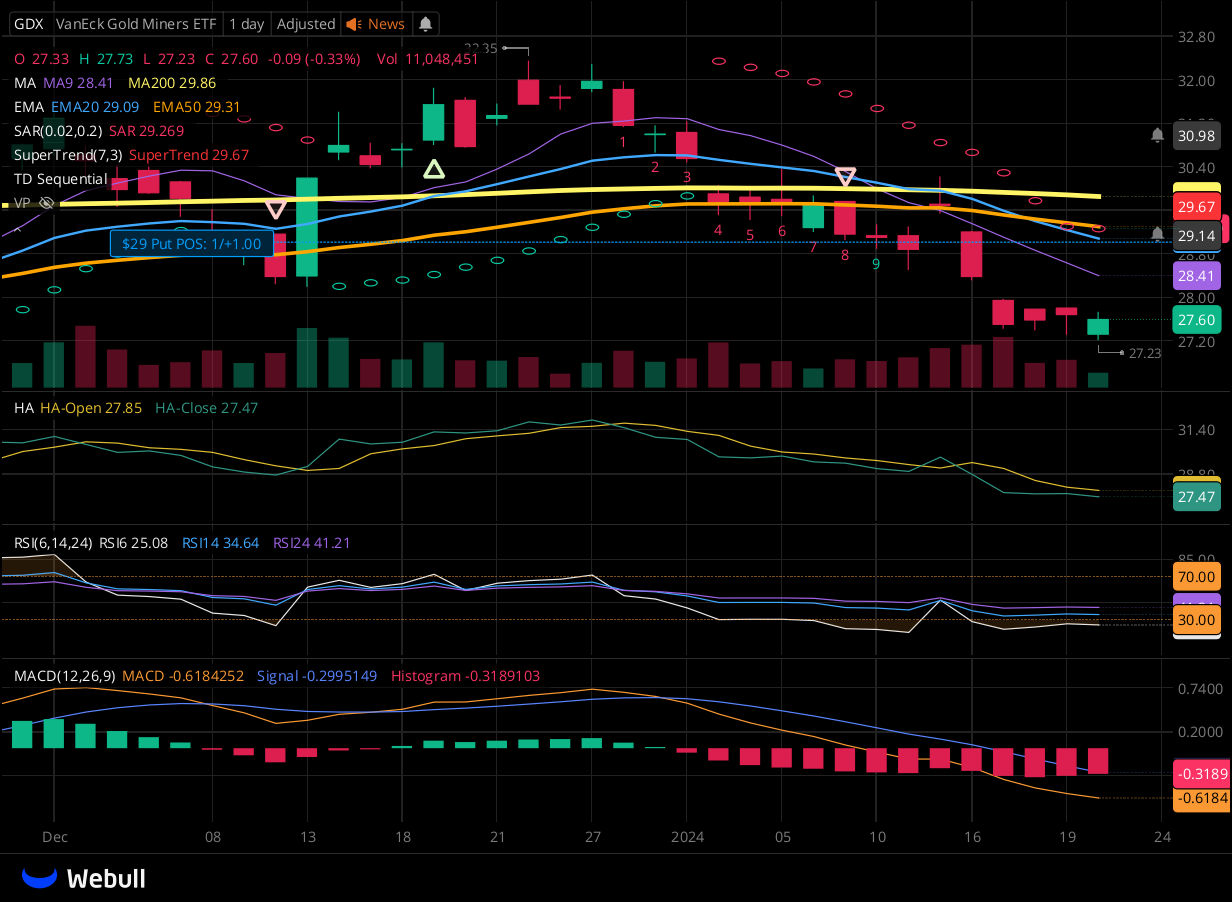 GDX VanEck Gold Miners ETF 1 day Adjusted News
O 27.33 H 27.73 L 27.23 C 27.60 -0.09 (-0.33%) Vol 11,048,451
MA MA9 28.41 MA200 29.86
EMA EMA20 29.09 EMA50 29.31
SAR(0.02,0.2) SAR 29.269
SuperTrend(7,3) SuperTrend 29.67
TD Sequential
VP
$29 Put POS: 1/+1.00
1
2
3
4
5
6
7
8
9
27.23
32.80
32.00
30.98
30.40
29.67
29.14
28.80
28.41
28.00
27.60
27.20
HA HA-Open 27.85 HA-Close 27.47
31.40
28.80
27.47
RSI(6,14,24) RSI6 25.08 RSI14 34.64 RSI24 41.21
85.00
70.00
30.00
MACD(12,26,9) MACD -0.6184252 Signal -0.2995149 Histogram -0.3189103
0.7400
0.2000
-0.3189
-0.6184
Dec 08 13 18 21 27 2024 05 10 16 19 24
Webull